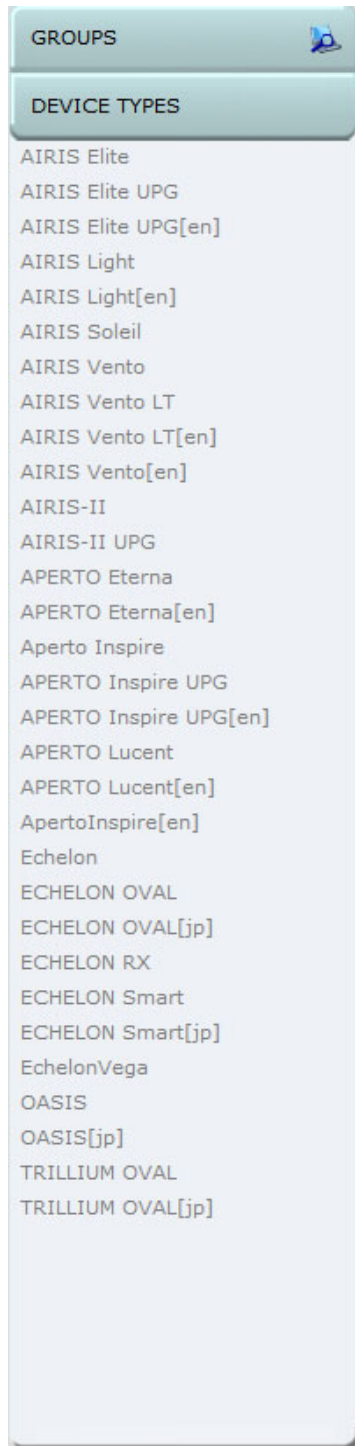 GROUPS
DEVICE TYPES
AIRIS Elite
AIRIS Elite UPG
AIRIS Elite UPG[en]
AIRIS Light
AIRIS Light[en]
AIRIS Soleil
AIRIS Vento
AIRIS Vento LT
AIRIS Vento LT[en]
AIRIS Vento[en]
AIRIS-II
AIRIS-II UPG
APERTO Eterna
APERTO Eterna[en]
Aperto Inspire
APERTO Inspire UPG
APERTO Inspire UPG[en]
APERTO Lucent
APERTO Lucent[en]
ApertoInspire[en]
Echelon
ECHELON OVAL
ECHELON OVAL[jp]
ECHELON RX
ECHELON Smart
ECHELON Smart[jp]
EchelonVega
OASIS
OASIS[jp]
TRILLIUM OVAL
TRILLIUM OVAL[jp]